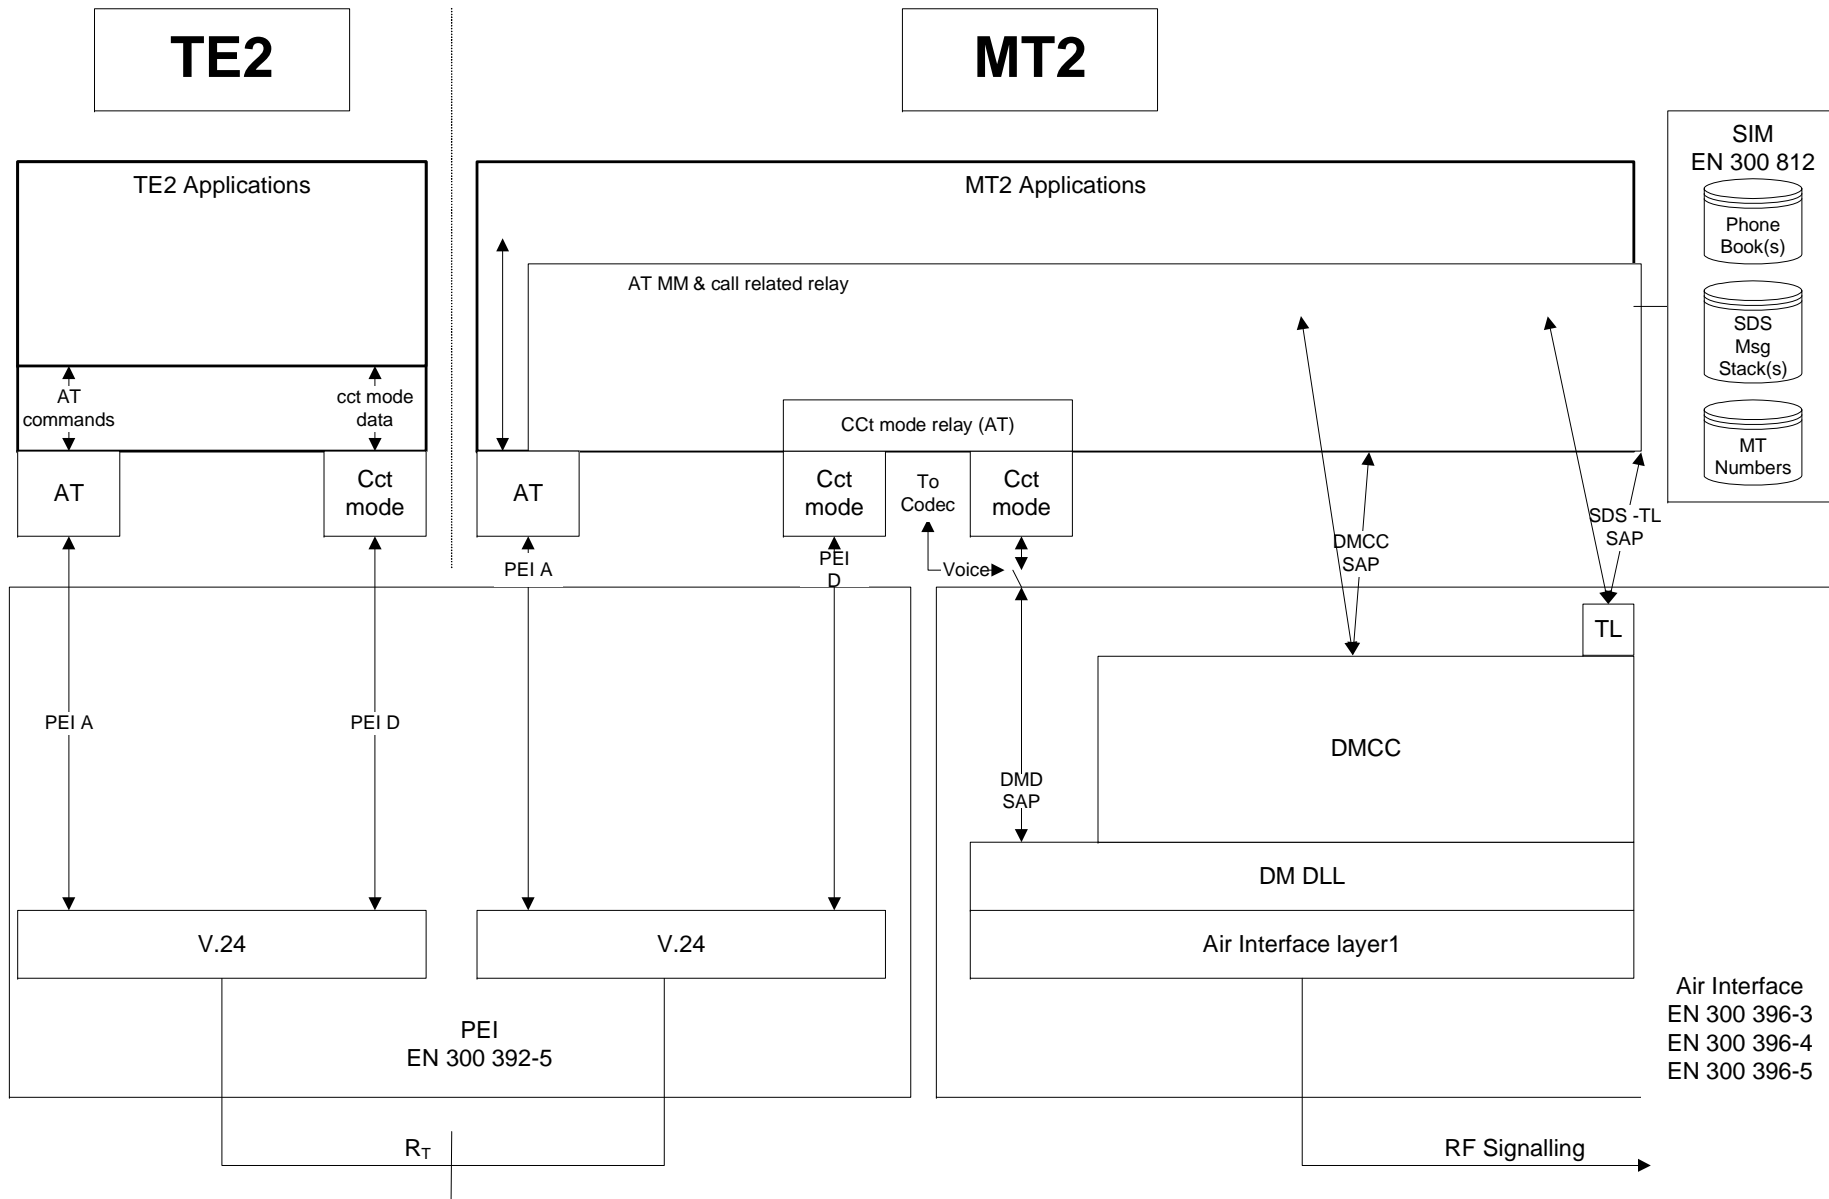 TE2
MT2
SIM
EN 300 812
Phone
Book(s)
SDS
Msg
Stack(s)
MT
Numbers
TE2 Applications
MT2 Applications
AT MM & call related relay
AT
commands
cct mode
data
CCt mode relay (AT)
AT
Cct
mode
AT
Cct
mode
To
Codec
Cct
mode
PEI A
PEI
D
Voice
DMCC
SAP
SDS -TL
SAP
TL
PEI A
PEI D
DMD
SAP
DMCC
DM DLL
V.24
V.24
Air Interface layer1
PEI
EN 300 392-5
Air Interface
EN 300 396-3
EN 300 396-4
EN 300 396-5
RT
RF Signalling